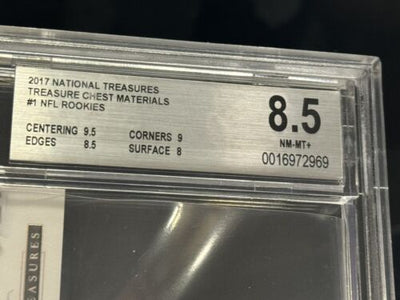 2017 NATIONAL TREASURES
TREASURE CHEST MATERIALS
#1 NFL ROOKIES
CENTERING 9.5 CORNERS 9
EDGES 8.5 SURFACE 8
8.5
NM-MT+
0016972969
EASURES